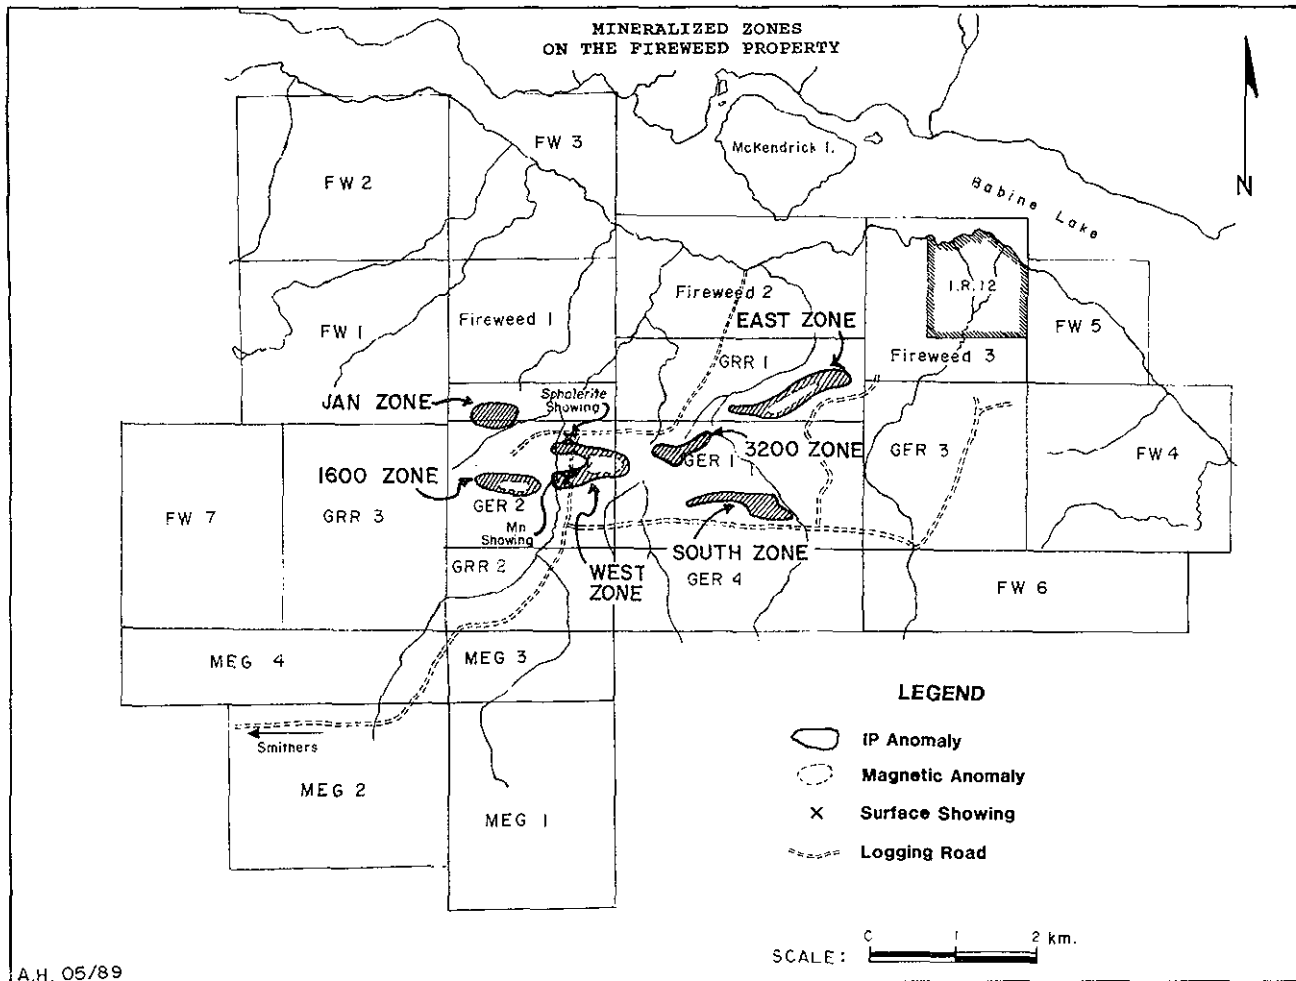 MINERALIZED ZONES
ON THE FIREWEED PROPERTY
N
FW 3
FW 2
McKendrick I.
Babine Lake
I.R.12
Fireweed 2
Fireweed 1
FW 1
EAST ZONE
FW 5
Fireweed 3
GRR 1
JAN ZONE
Sphalerite
Showing
3200 ZONE
GER 1
GER 3
FW 4
1600 ZONE
GER 2
FW 7
GRR 3
Mn
Showing
SOUTH ZONE
GRR 2
WEST
ZONE
GER 4
FW 6
MEG 4
MEG 3
Smithers
MEG 2
MEG 1
LEGEND
IP Anomaly
Magnetic Anomaly
Surface Showing
Logging Road
SCALE:
0 1 2 km.
A.H. 05/89